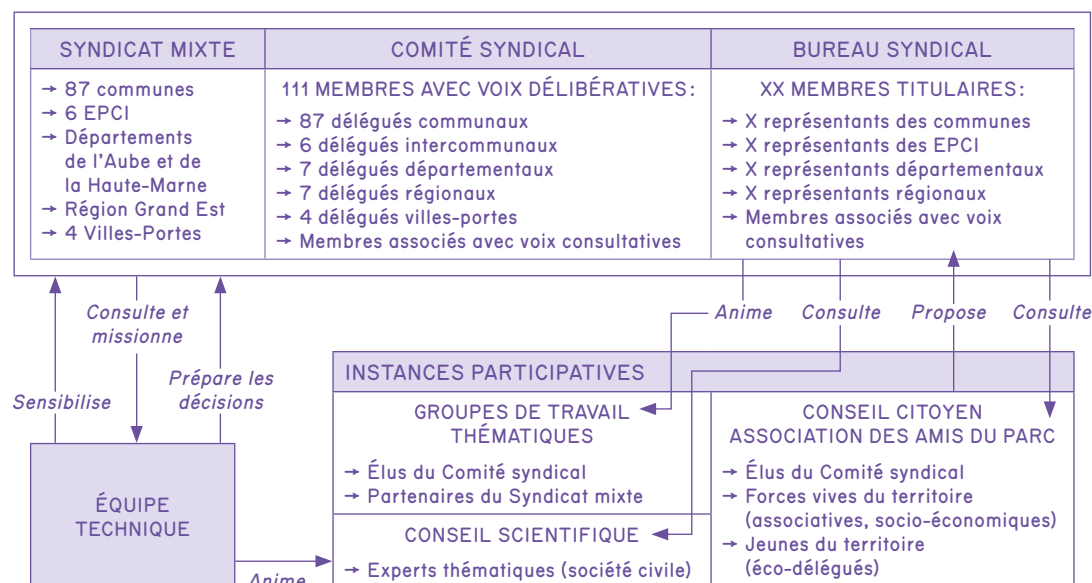 SYNDICAT MIXTE
→ 87 communes
→ 6 EPCI
→ Départements
de l'Aube et de
la Haute-Marne
→ Région Grand Est
→ 4 Villes-Portes
COMITÉ SYNDICAL
111 MEMBRES AVEC VOIX DÉLIBÉRATIVES:
→ 87 délégués communaux
→ 6 délégués intercommunaux
→ 7 délégués départementaux
→ 7 délégués régionaux
→ 4 délégués villes-portes
→ Membres associés avec voix consultatives
BUREAU SYNDICAL
XX MEMBRES TITULAIRES:
→ X représentants des communes
→ X représentants des EPCI
→ X représentants départementaux
→ X représentants régionaux
→ Membres associés avec voix
consultatives
Sensibilise
Consulte et
missionne
Prépare les
décisions
Anime
Consulte
Propose
Consulte
ÉQUIPE
TECHNIQUE
Anime
INSTANCES PARTICIPATIVES
GROUPES DE TRAVAIL
THÉMATIQUES
→ Élus du Comité syndical
→ Partenaires du Syndicat mixte
CONSEIL SCIENTIFIQUE
→ Experts thématiques (société civile)
CONSEIL CITOYEN
ASSOCIATION DES AMIS DU PARC
→ Élus du Comité syndical
→ Forces vives du territoire
(associatives, socio-économiques)
→ Jeunes du territoire
(éco-délégués)